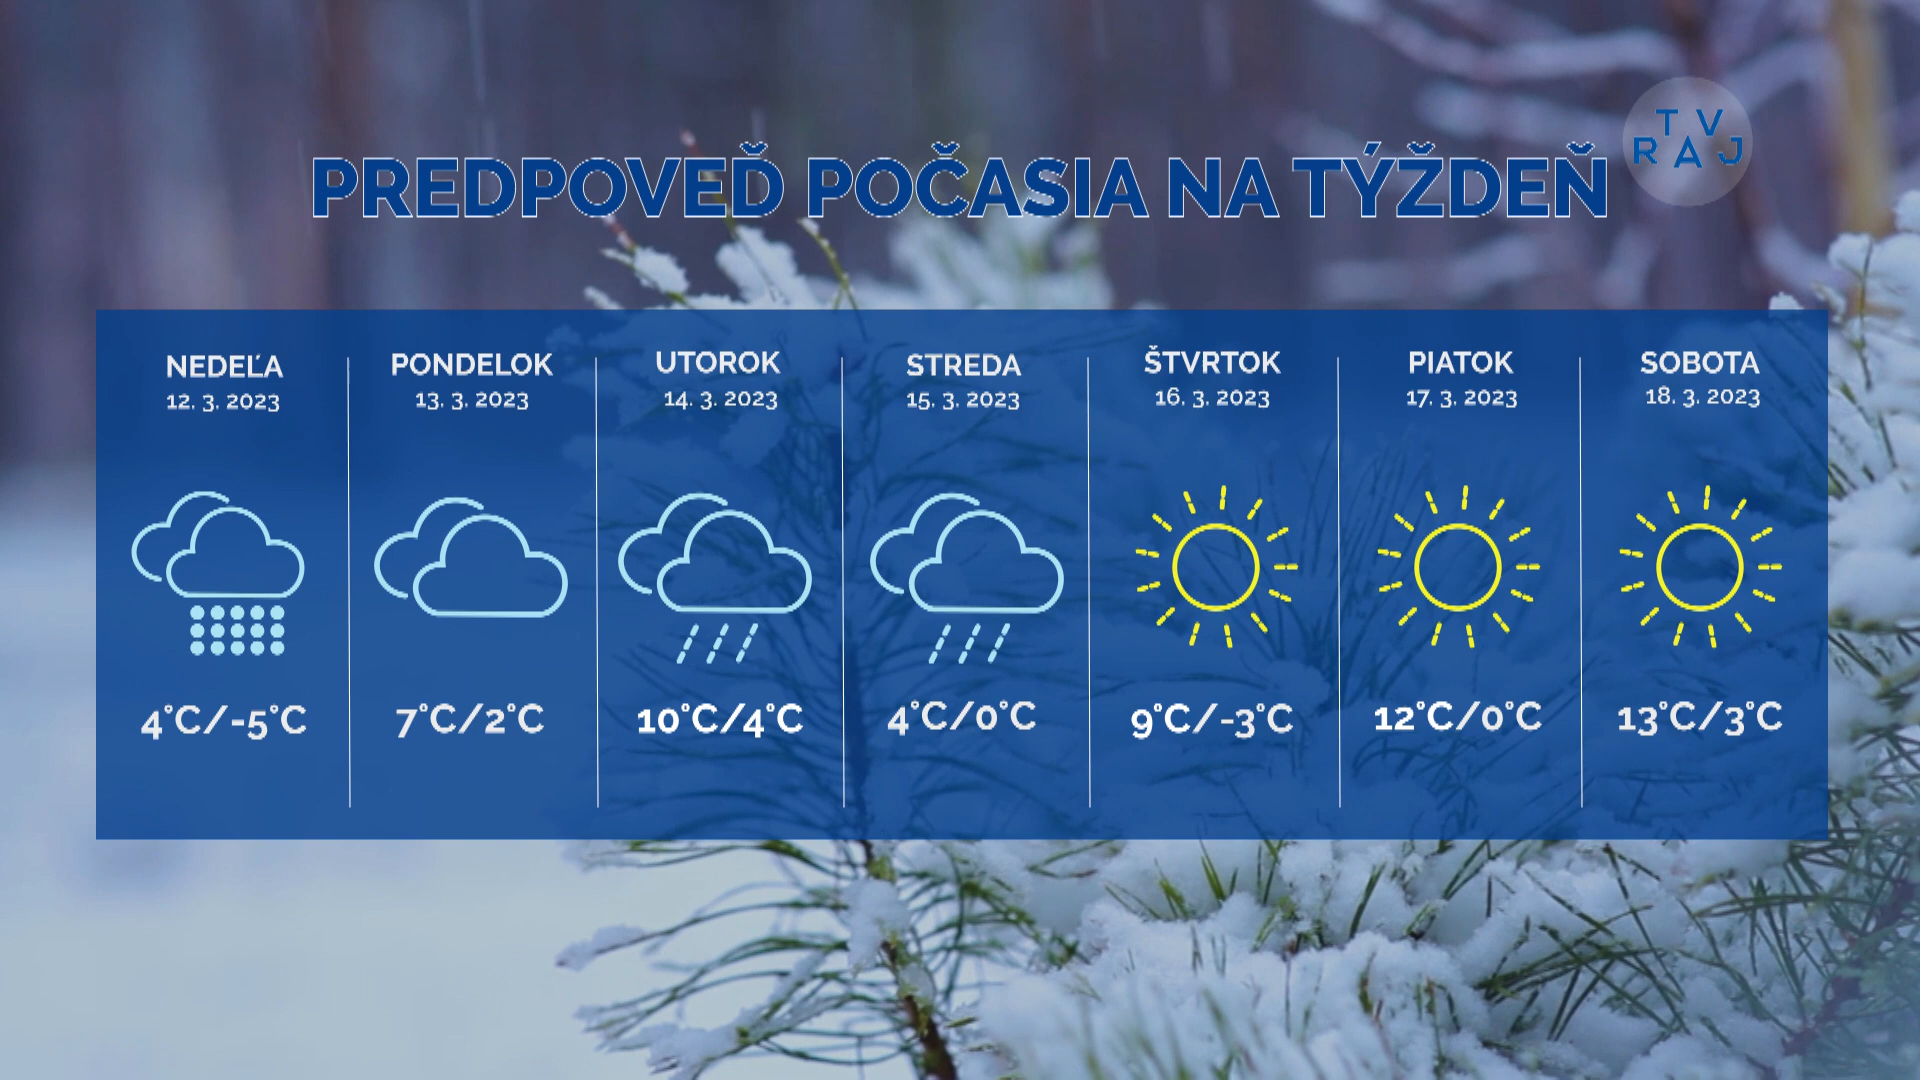 TV
RAJ
PREDPOVEĎ POČASIA NA TÝŽDEŇ
NEDEĽA
12. 3. 2023
4°C/-5°C
PONDELOK
13. 3. 2023
7°C/2°C
UTOROK
14. 3. 2023
10°C/4°C
STREDA
15. 3. 2023
4°C/0°C
ŠTVRTOK
16. 3. 2023
9°C/-3°C
PIATOK
17. 3. 2023
12°C/0°C
SOBOTA
18. 3. 2023
13°C/3°C